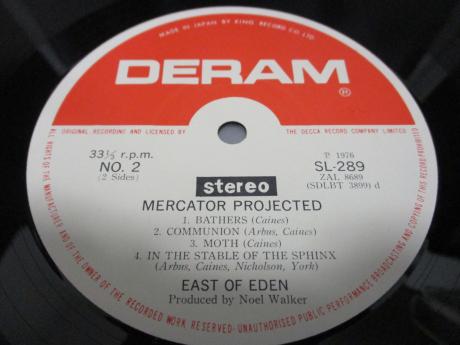 MADE IN JAPAN BY KING RECORD CO. LTD.
DERAM
®
ORIGINAL RECORDING AND LICENSED BY THE DECCA RECORD COMPANY LIMITED
33⅓ r.p.m.
NO. 2
(2 Sides)
stereo
℗ 1976
SL-289
ZAL 8689
(SDLBT 3899) d
MERCATOR PROJECTED
1. BATHERS (Caines)
2. COMMUNION (Arbus, Caines)
3. MOTH (Caines)
4. IN THE STABLE OF THE SPHINX
(Arbus, Caines, Nicholson, York)
EAST OF EDEN
Produced by Noel Walker
ALL RIGHTS OF THE MANUFACTURER AND OF THE OWNER OF THE RECORDED WORK RESERVED-UNAUTHORISED PUBLIC PERFORMANCE BROADCASTING AND COPYING OF THIS RECORD PROHIBITED